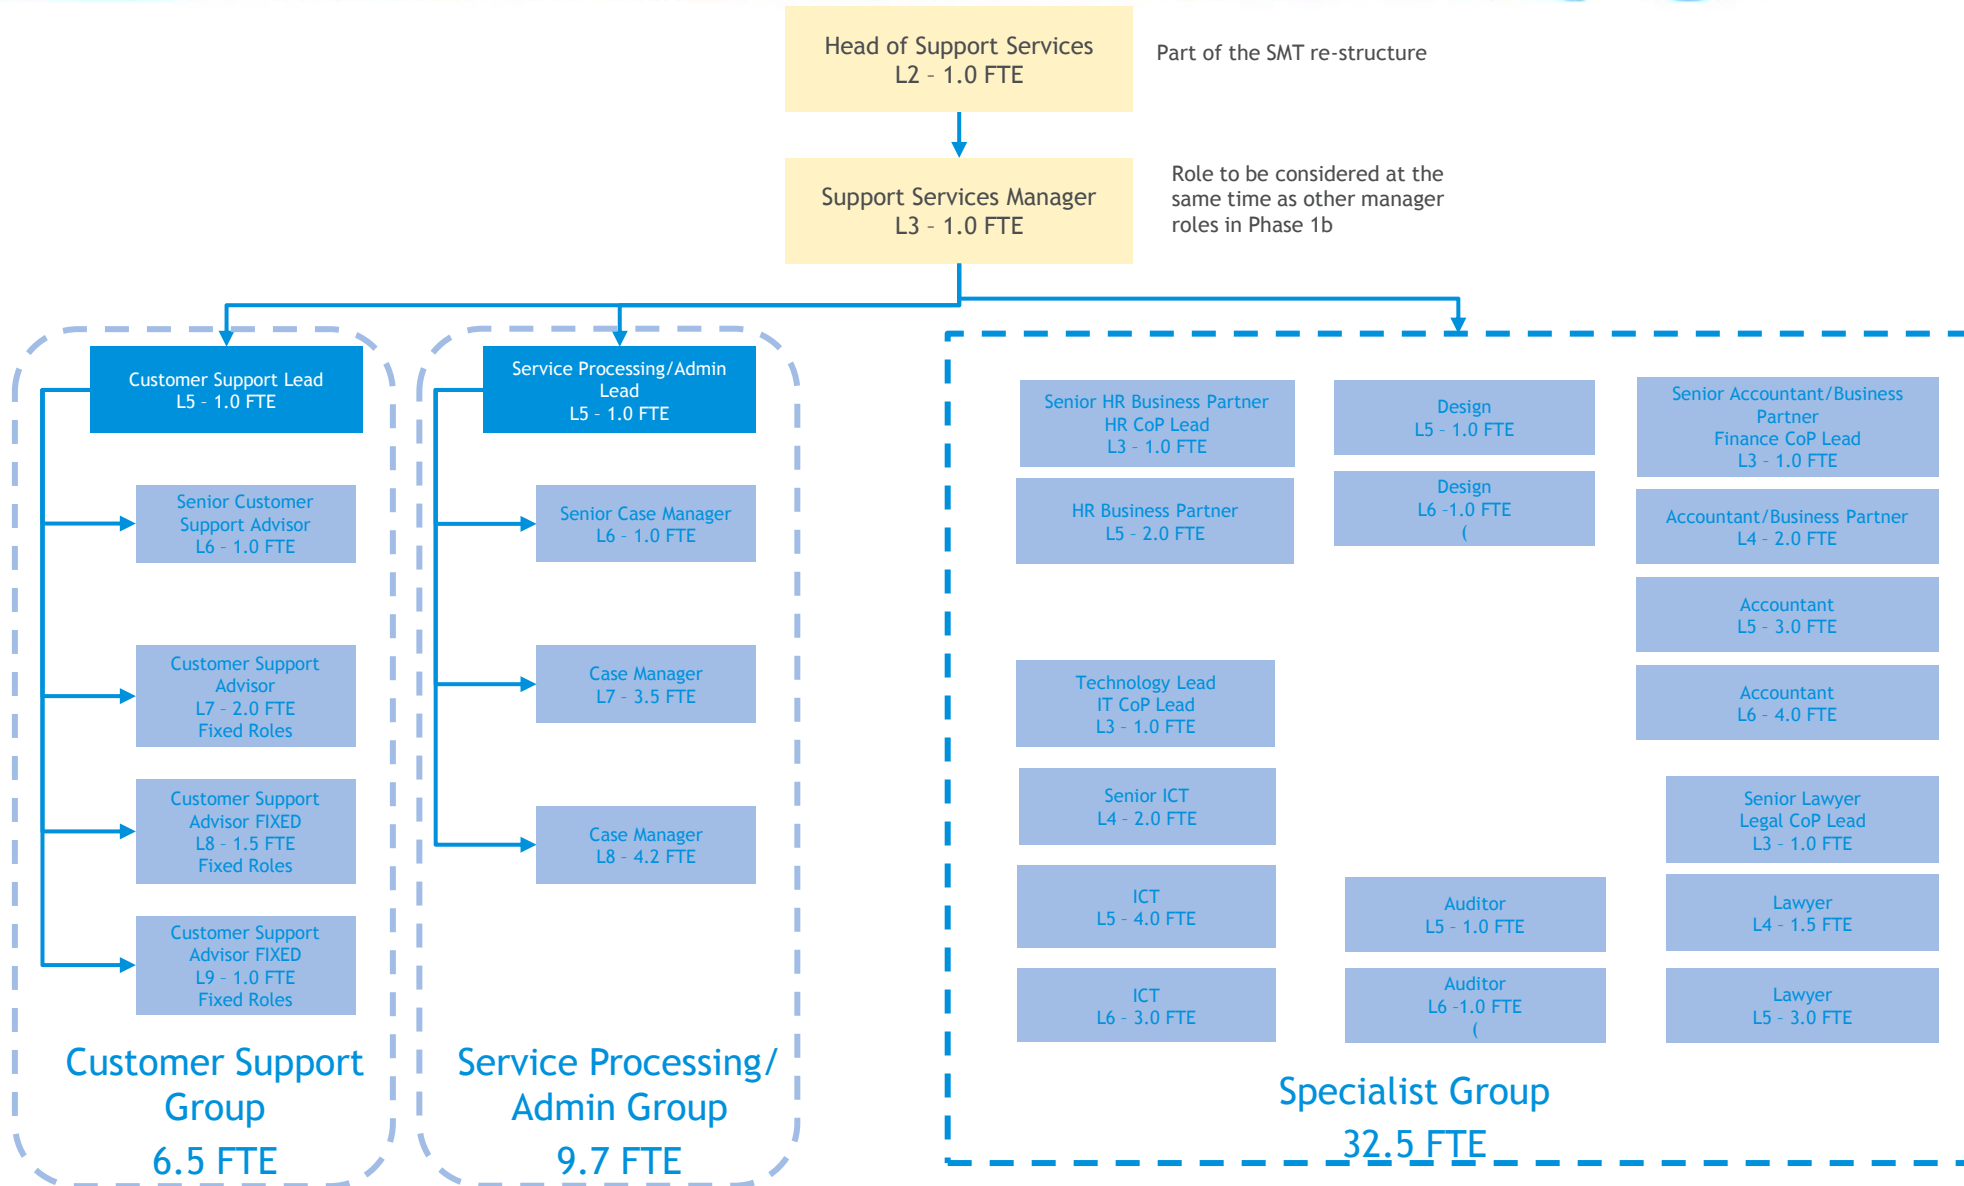 Head of Support Services
L2 – 1.0 FTE
Part of the SMT re-structure
Support Services Manager
L3 – 1.0 FTE
Role to be considered at the
same time as other manager
roles in Phase 1b
Customer Support Lead
L5 – 1.0 FTE
Senior Customer
Support Advisor
L6 – 1.0 FTE
Customer Support
Advisor
L7 – 2.0 FTE
Fixed Roles
Customer Support
Advisor FIXED
L8 – 1.5 FTE
Fixed Roles
Customer Support
Advisor FIXED
L9 – 1.0 FTE
Fixed Roles
Customer Support
Group
6.5 FTE
Service Processing/Admin
Lead
L5 – 1.0 FTE
Senior Case Manager
L6 – 1.0 FTE
Case Manager
L7 – 3.5 FTE
Case Manager
L8 – 4.2 FTE
Service Processing/
Admin Group
9.7 FTE
Senior HR Business Partner
HR CoP Lead
L3 – 1.0 FTE
HR Business Partner
L5 – 2.0 FTE
Technology Lead
IT CoP Lead
L3 – 1.0 FTE
Senior ICT
L4 – 2.0 FTE
ICT
L5 – 4.0 FTE
ICT
L6 – 3.0 FTE
Design
L5 – 1.0 FTE
Design
L6 –1.0 FTE
(
Auditor
L5 – 1.0 FTE
Auditor
L6 –1.0 FTE
(
Senior Accountant/Business
Partner
Finance CoP Lead
L3 – 1.0 FTE
Accountant/Business Partner
L4 – 2.0 FTE
Accountant
L5 – 3.0 FTE
Accountant
L6 – 4.0 FTE
Senior Lawyer
Legal CoP Lead
L3 – 1.0 FTE
Lawyer
L4 – 1.5 FTE
Lawyer
L5 – 3.0 FTE
Specialist Group
32.5 FTE